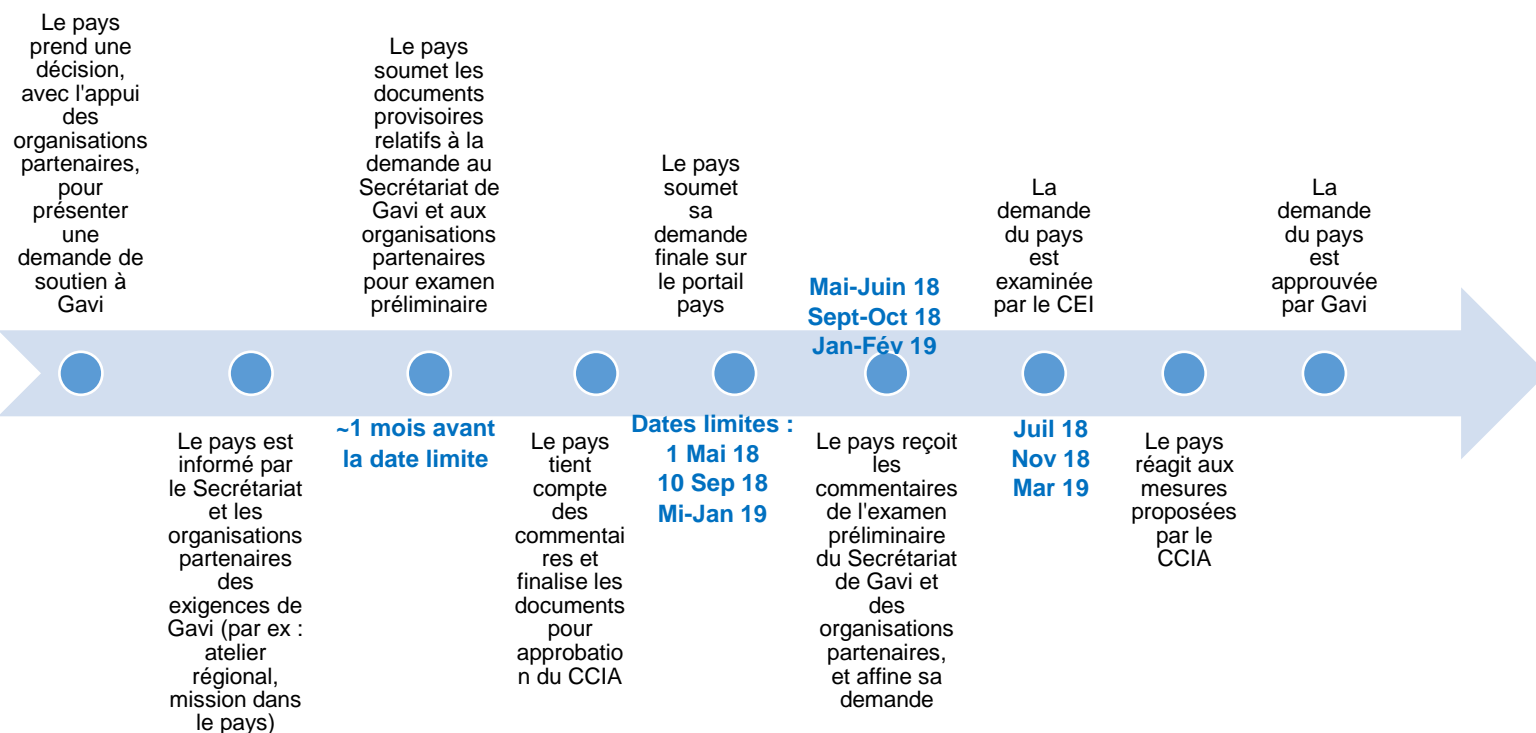 Le pays
prend une
décision,
avec l'appui
des
organisations
partenaires,
pour
présenter
une
demande de
soutien à
Gavi
Le pays est
informé par
le Secrétariat
et les
organisations
partenaires
des
exigences de
Gavi (par ex :
atelier
régional,
mission dans
le pays)
Le pays
soumet les
documents
provisoires
relatifs à la
demande au
Secrétariat de
Gavi et aux
organisations
partenaires
pour examen
préliminaire
~1 mois avant
la date limite
Le pays
tient
compte
des
commentai
res et
finalise les
documents
pour
approbatio
n du CCIA
Le pays
soumet
sa
demande
finale sur
le portail
pays
Dates limites :
1 Mai 18
10 Sep 18
Mi-Jan 19
Mai-Juin 18
Sept-Oct 18
Jan-Fév 19
Le pays reçoit
les
commentaires
de l'examen
préliminaire
du Secrétariat
de Gavi et
des
organisations
partenaires,
et affine sa
demande
La
demande
du pays
est
examinée
par le CEI
Juil 18
Nov 18
Mar 19
Le pays
réagit aux
mesures
proposées
par le
CCIA
La
demande
du pays
est
approuvée
par Gavi